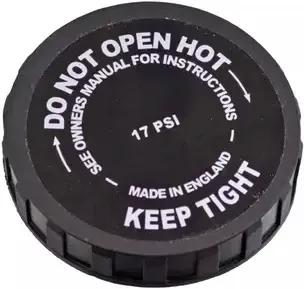 DO NOT OPEN HOT
SEE OWNERS MANUAL FOR INSTRUCTIONS
17 PSI
MADE IN ENGLAND
KEEP TIGHT